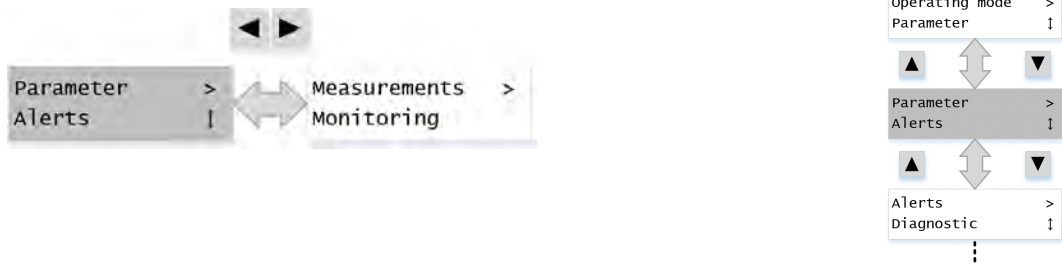 ◄ ►
Parameter >
Alerts ↕
Measurements >
Monitoring
Operating mode >
Parameter ↕
▲ ▼
Parameter >
Alerts ↕
▲ ▼
Alerts >
Diagnostic ↕